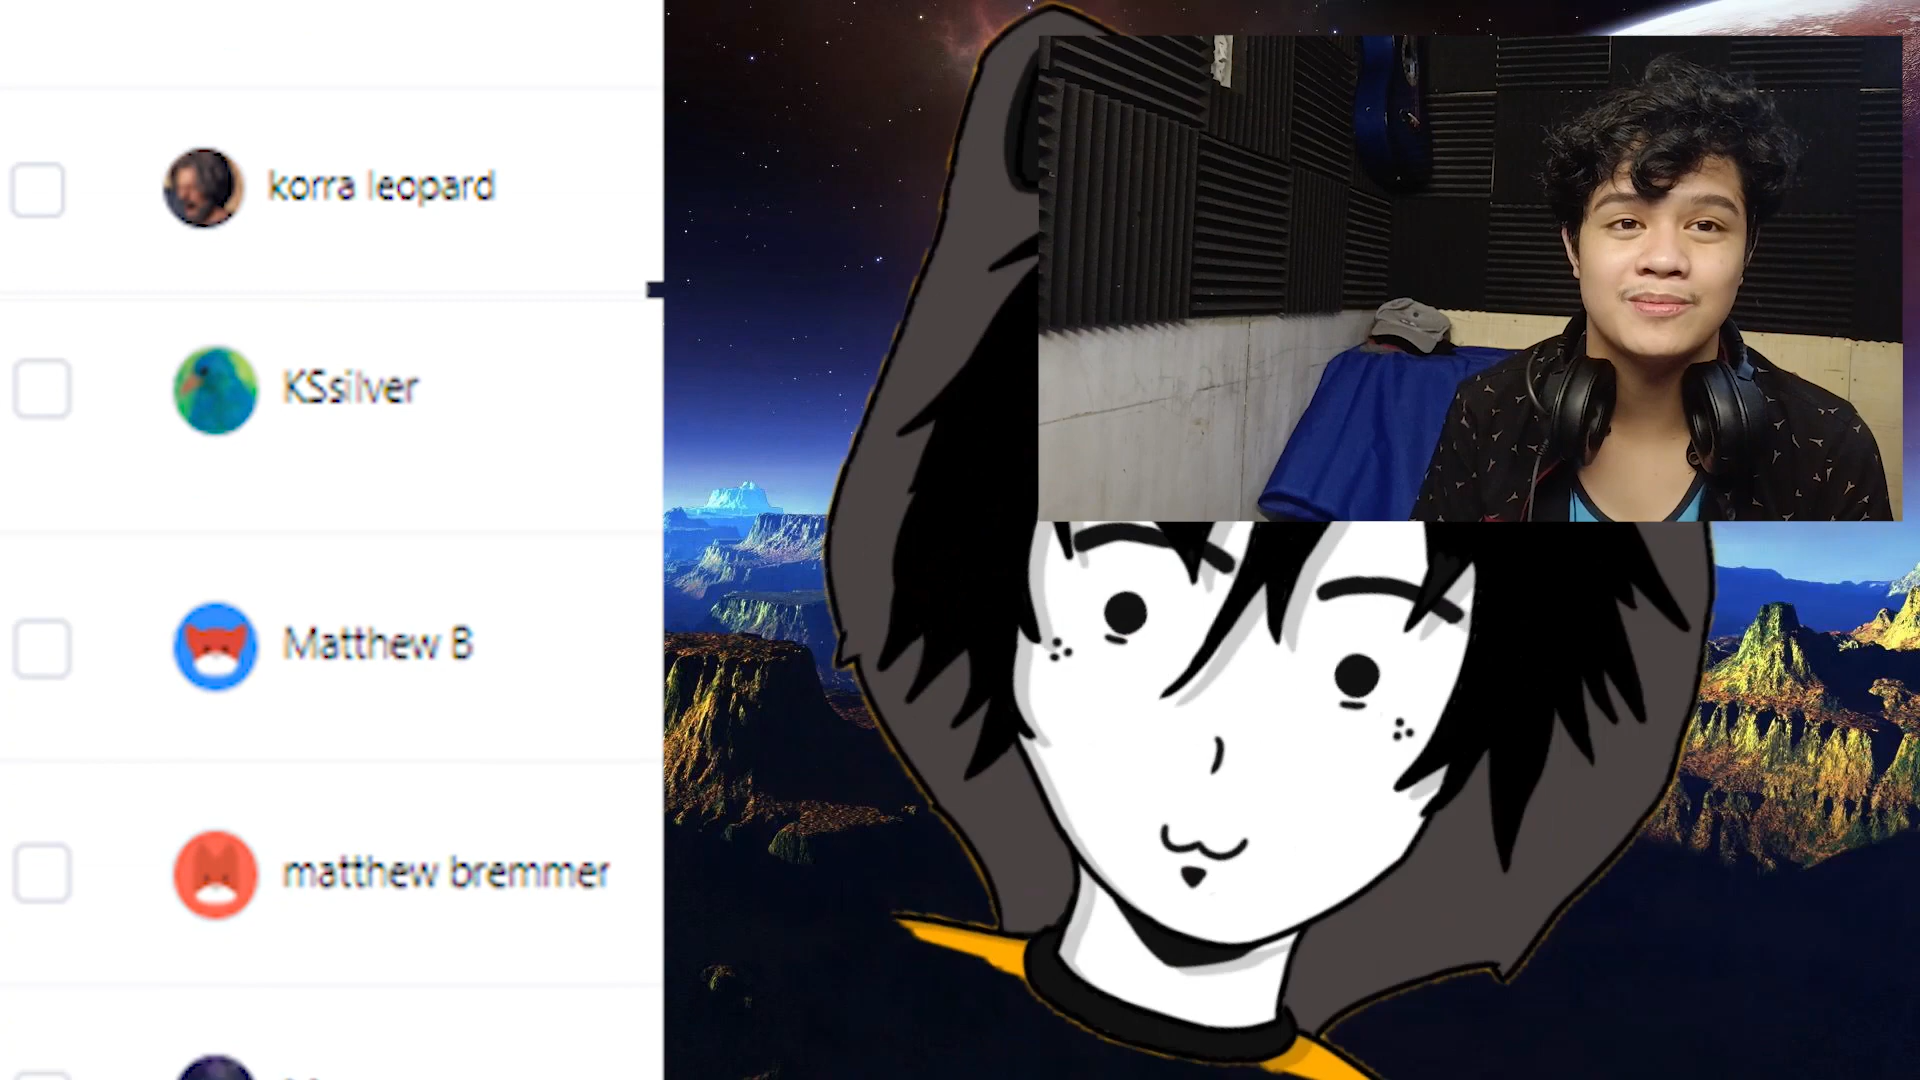 korra leopard
KSsilver
Matthew B
matthew bremmer